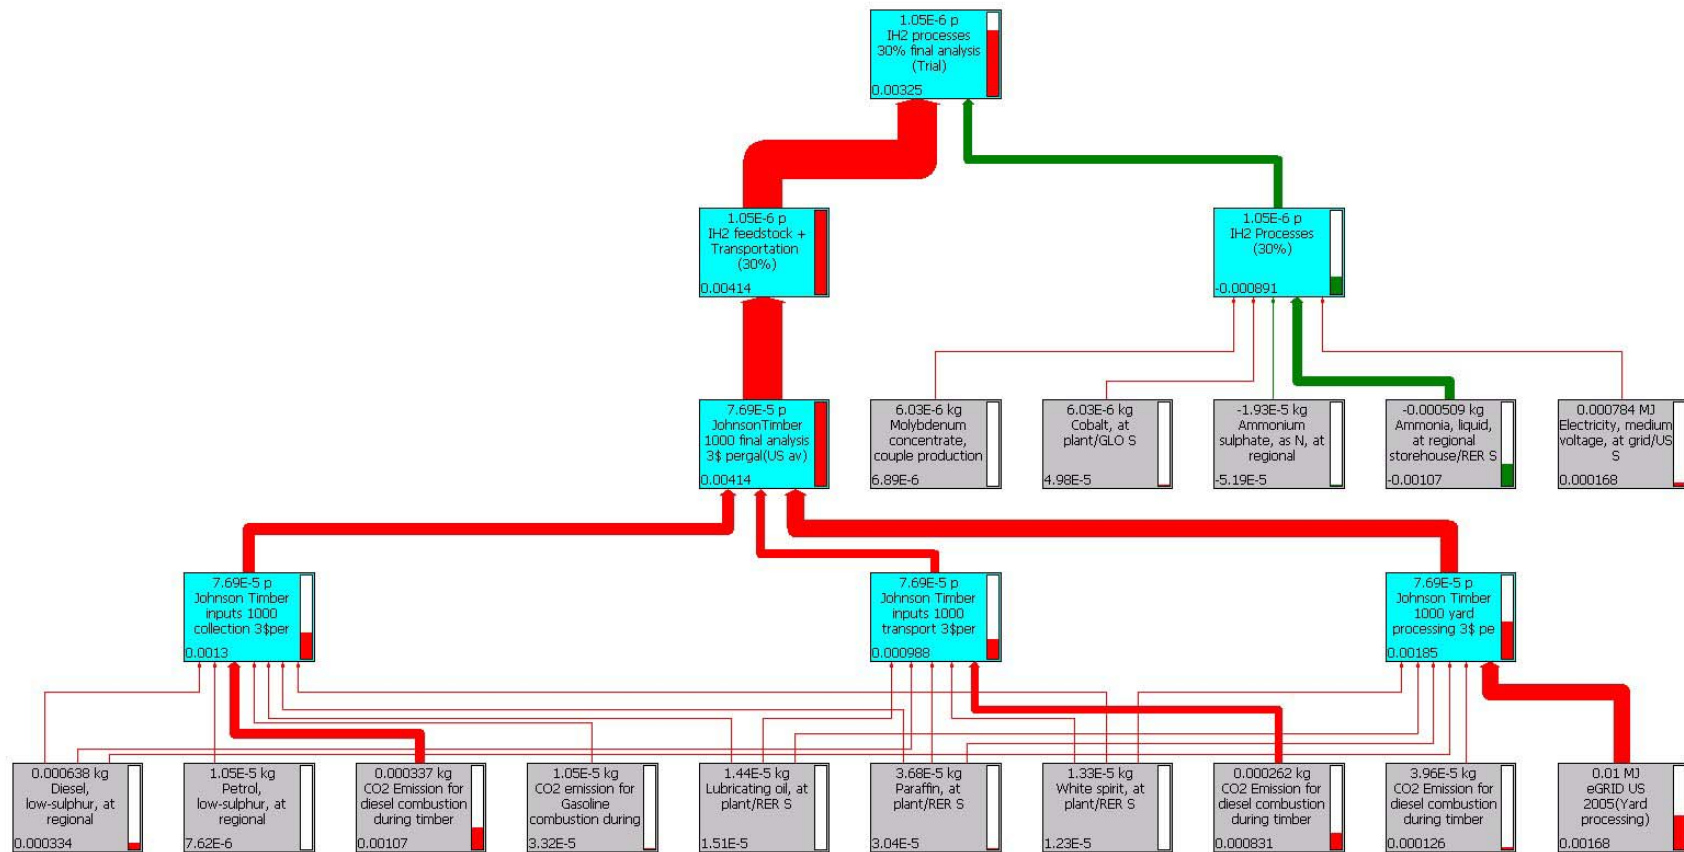 1.05E-6 p
IH2 processes
30% final analysis
(Trial)
0.00325
1.05E-6 p
IH2 feedstock +
Transportation
(30%)
0.00414
1.05E-6 p
IH2 Processes
(30%)
-0.000891
7.69E-5 p
JohnsonTimber
1000 final analysis
3$ pergal(US av)
0.00414
6.03E-6 kg
Molybdenum
concentrate,
couple production
6.89E-6
6.03E-6 kg
Cobalt, at
plant/GLO S
4.98E-5
-1.93E-5 kg
Ammonium
sulphate, as N, at
regional
-5.19E-5
-0.000509 kg
Ammonia, liquid,
at regional
storehouse/RER S
-0.00107
0.000784 MJ
Electricity, medium
voltage, at grid/US
S
0.000168
7.69E-5 p
Johnson Timber
inputs 1000
collection 3$per
0.0013
7.69E-5 p
Johnson Timber
inputs 1000
transport 3$per
0.000988
7.69E-5 p
Johnson Timber
1000 yard
processing 3$ pe
0.00185
0.000638 kg
Diesel,
low-sulphur, at
regional
0.000334
1.05E-5 kg
Petrol,
low-sulphur, at
regional
7.62E-6
0.000337 kg
CO2 Emission for
diesel combustion
during timber
0.00107
1.05E-5 kg
CO2 emission for
Gasoline
combustion during
3.32E-5
1.44E-5 kg
Lubricating oil, at
plant/RER S
1.51E-5
3.68E-5 kg
Paraffin, at
plant/RER S
3.04E-5
1.33E-5 kg
White spirit, at
plant/RER S
1.23E-5
0.000262 kg
CO2 Emission for
diesel combustion
during timber
0.000831
3.96E-5 kg
CO2 Emission for
diesel combustion
during timber
0.000126
0.01 MJ
eGRID US
2005(Yard
processing)
0.00168